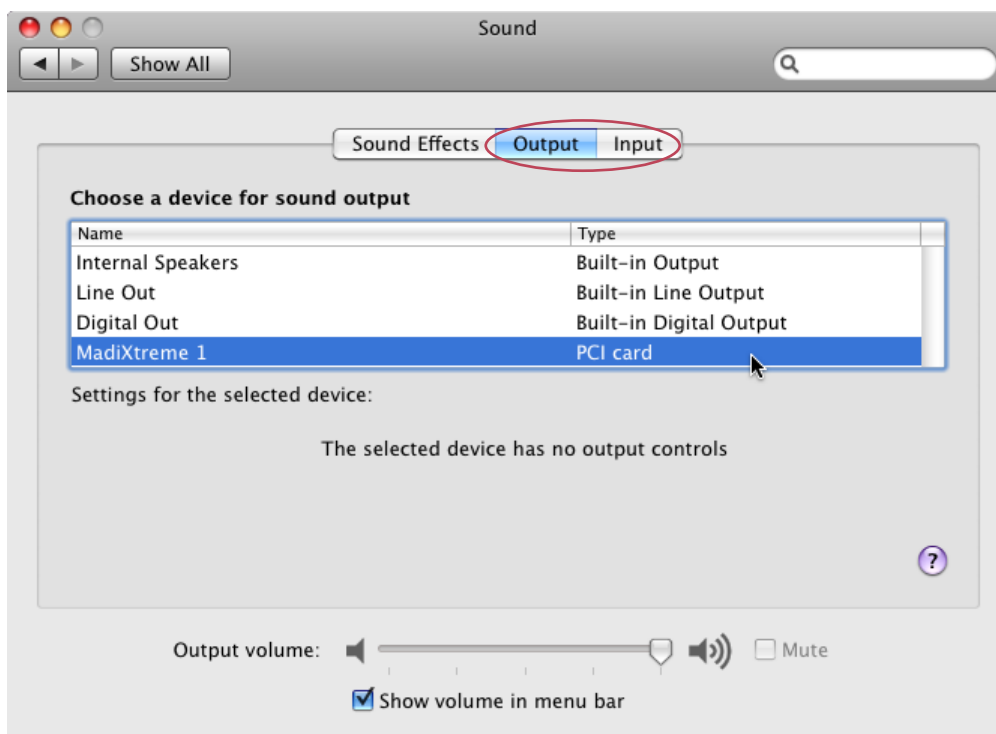 Sound
Show All
Sound Effects Output Input
Choose a device for sound output
Name Type
Internal Speakers Built-in Output
Line Out Built-in Line Output
Digital Out Built-in Digital Output
MadiXtreme 1 PCI card
Settings for the selected device:
The selected device has no output controls
?
Output volume: Mute
Show volume in menu bar